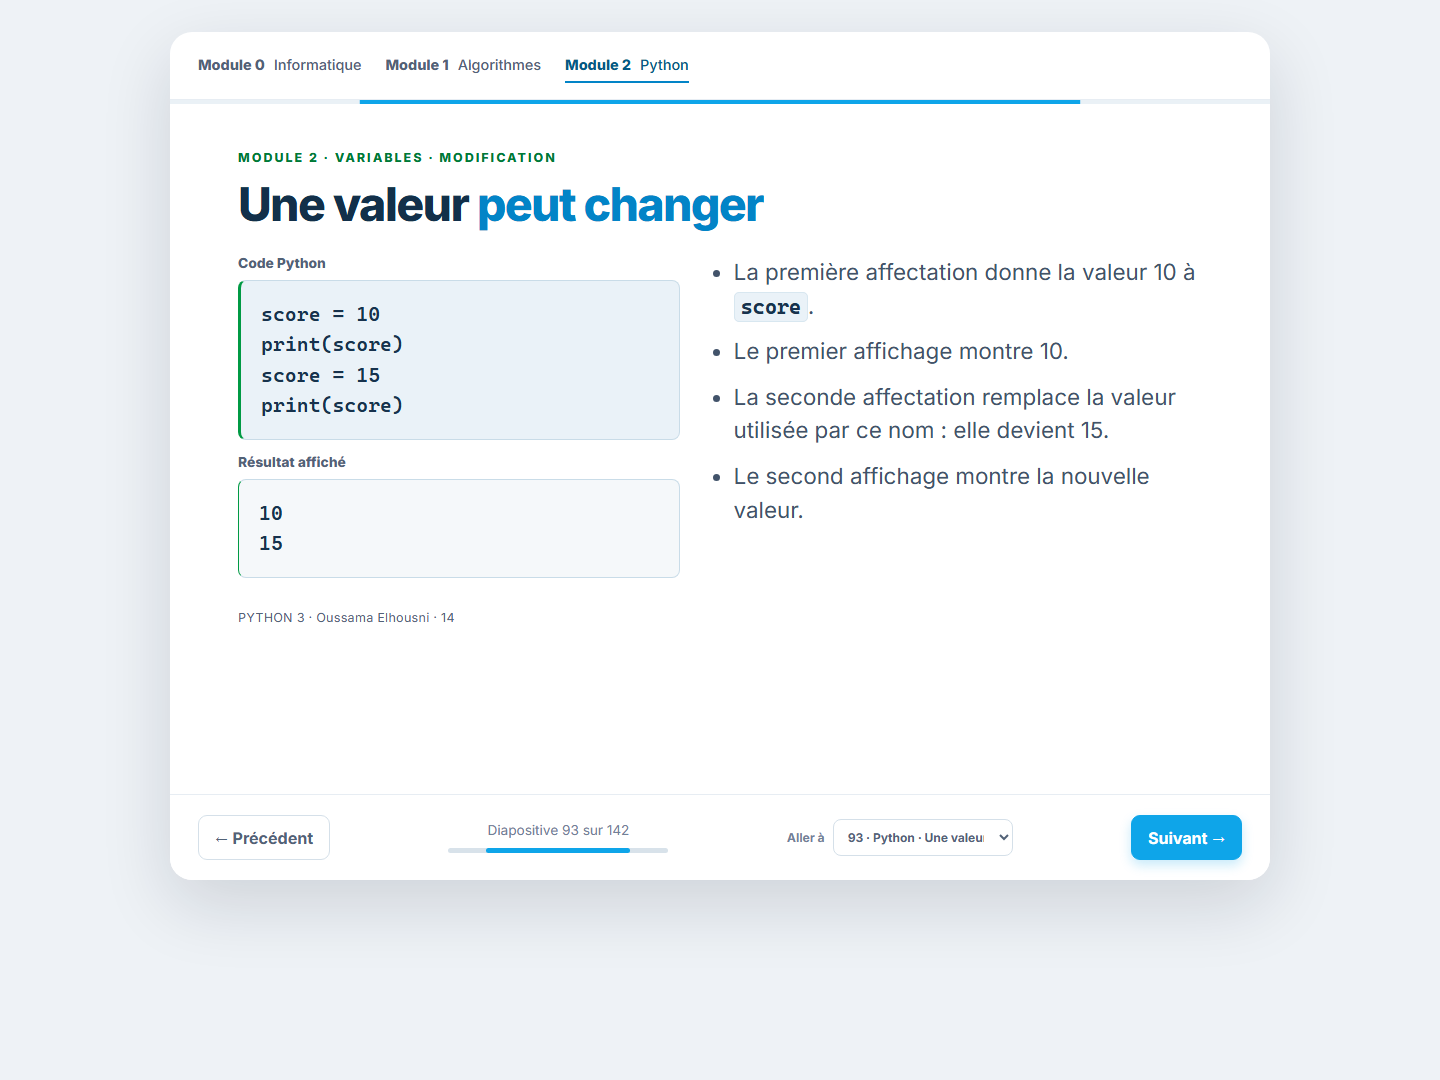 Module 0 Informatique Module 1 Algorithmes Module 2 Python
MODULE 2 · VARIABLES · MODIFICATION
Une valeur peut changer
Code Python
score = 10
print(score)
score = 15
print(score)
Résultat affiché
10
15
La première affectation donne la valeur 10 à
score.
Le premier affichage montre 10.
La seconde affectation remplace la valeur
utilisée par ce nom : elle devient 15.
Le second affichage montre la nouvelle
valeur.
PYTHON 3 · Oussama Elhousni · 14
← Précédent
Diapositive 93 sur 142
Aller à
93 · Python · Une valeu
Suivant →